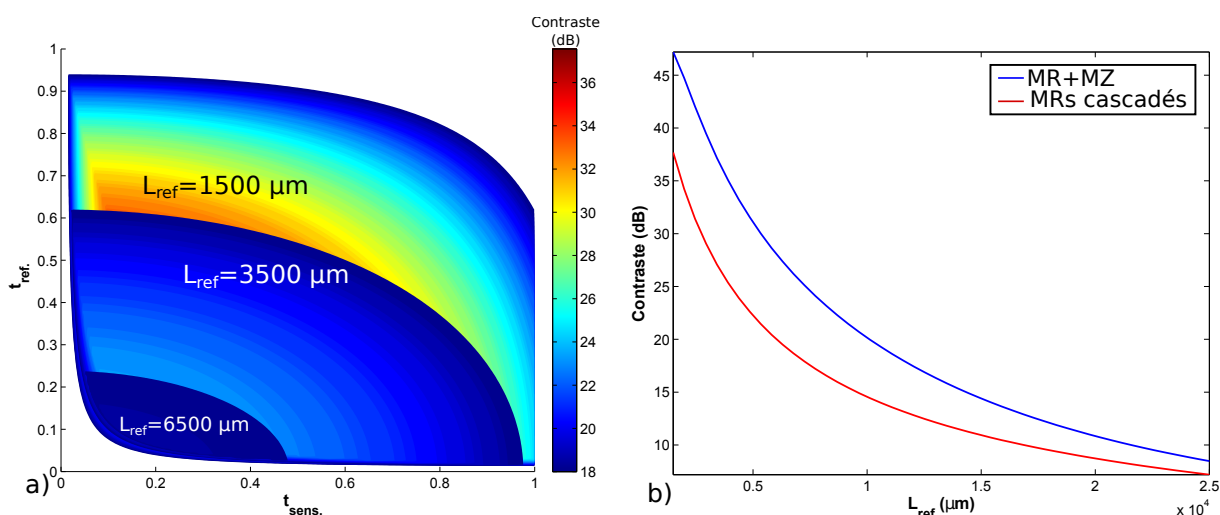 Contraste
(dB)
1
0.9
0.8
0.7
0.6
0.5
0.4
0.3
0.2
0.1
0
t_ref.
L_ref=1500 µm
L_ref=3500 µm
L_ref=6500 µm
0
0.2
0.4
0.6
0.8
1
t_sens.
a)
36
34
32
30
28
26
24
22
20
18
MR+MZ
MRs cascadés
45
40
35
30
25
20
15
10
Contraste (dB)
0.5
1
1.5
2
2.5
x 10⁴
L_ref (µm)
b)